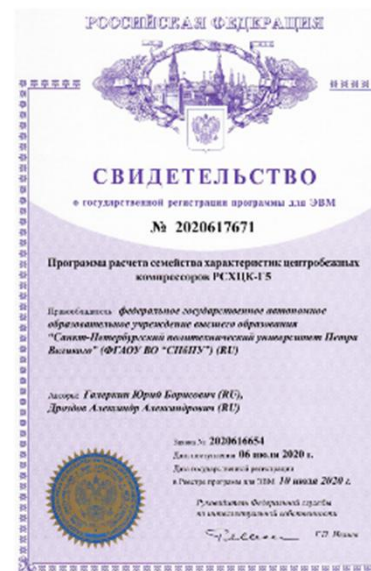 РОССИЙСКАЯ ФЕДЕРАЦИЯ
СВИДЕТЕЛЬСТВО
о государственной регистрации программы для ЭВМ
№ 2020617671
Программа расчета семейства характеристик центробежных
компрессоров РСХЦК-Г5
Правообладатель: федеральное государственное автономное
образовательное учреждение высшего образования
"Санкт-Петербургский политехнический университет Петра
Великого" (ФГАОУ ВО "СПбПУ") (RU)
Авторы: Галеркин Юрий Борисович (RU),
Дроздов Александр Александрович (RU)
Заявка № 2020616654
Дата поступления 06 июля 2020 г.
Дата государственной регистрации
в Реестре программ для ЭВМ 10 июля 2020 г.
Руководитель Федеральной службы
по интеллектуальной собственности
Г.П. Ивлиев